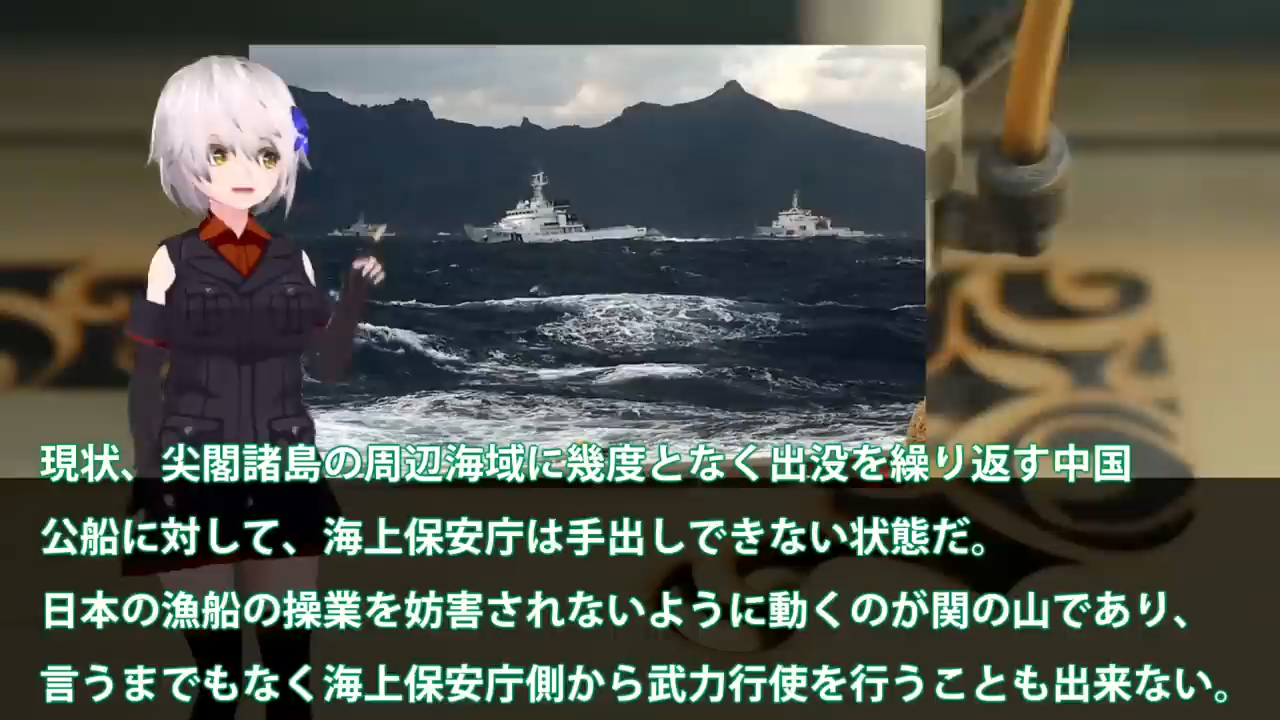 現状、尖閣諸島の周辺海域に幾度となく出没を繰り返す中国
公船に対して、海上保安庁は手出しできない状態だ。
日本の漁船の操業を妨害されないように動くのが関の山であり、
言うまでもなく海上保安庁側から武力行使を行うことも出来ない。